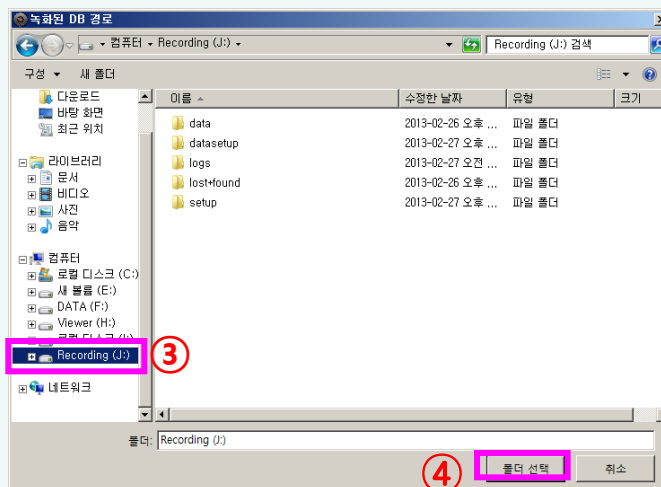 녹화된 DB 경로
컴퓨터 Recording (J:)
Recording (J:) 검색
구성 새 폴더
이름 수정한 날짜 유형 크기
다운로드
바탕 화면
최근 위치
라이브러리
문서
비디오
사진
음악
컴퓨터
로컬 디스크 (C:)
새 볼륨 (E:)
DATA (F:)
Viewer (H:)
Recording (J:)
③
네트워크
data 2013-02-26 오후 ... 파일 폴더
datasetup 2013-02-27 오후 ... 파일 폴더
logs 2013-02-27 오전 ... 파일 폴더
lost+found 2013-02-26 오후 ... 파일 폴더
setup 2013-02-27 오후 ... 파일 폴더
폴더: Recording (J:)
④
폴더 선택 취소